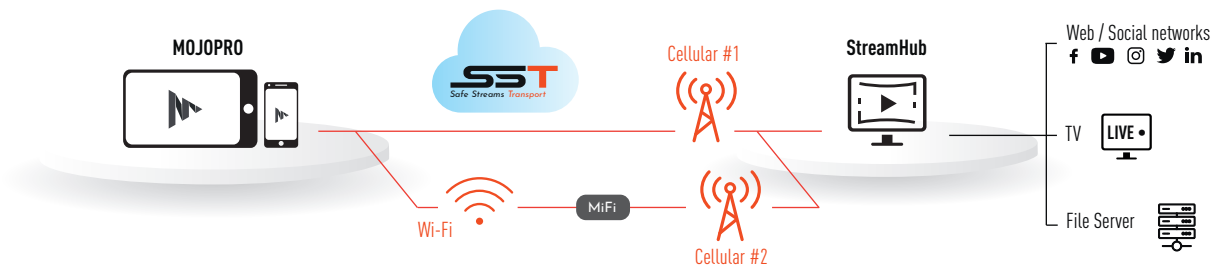 MOJOPRO
SST
Safe Streams Transport
Cellular #1
StreamHub
Web / Social networks
f in
TV
LIVE
Wi-Fi
MiFi
Cellular #2
File Server